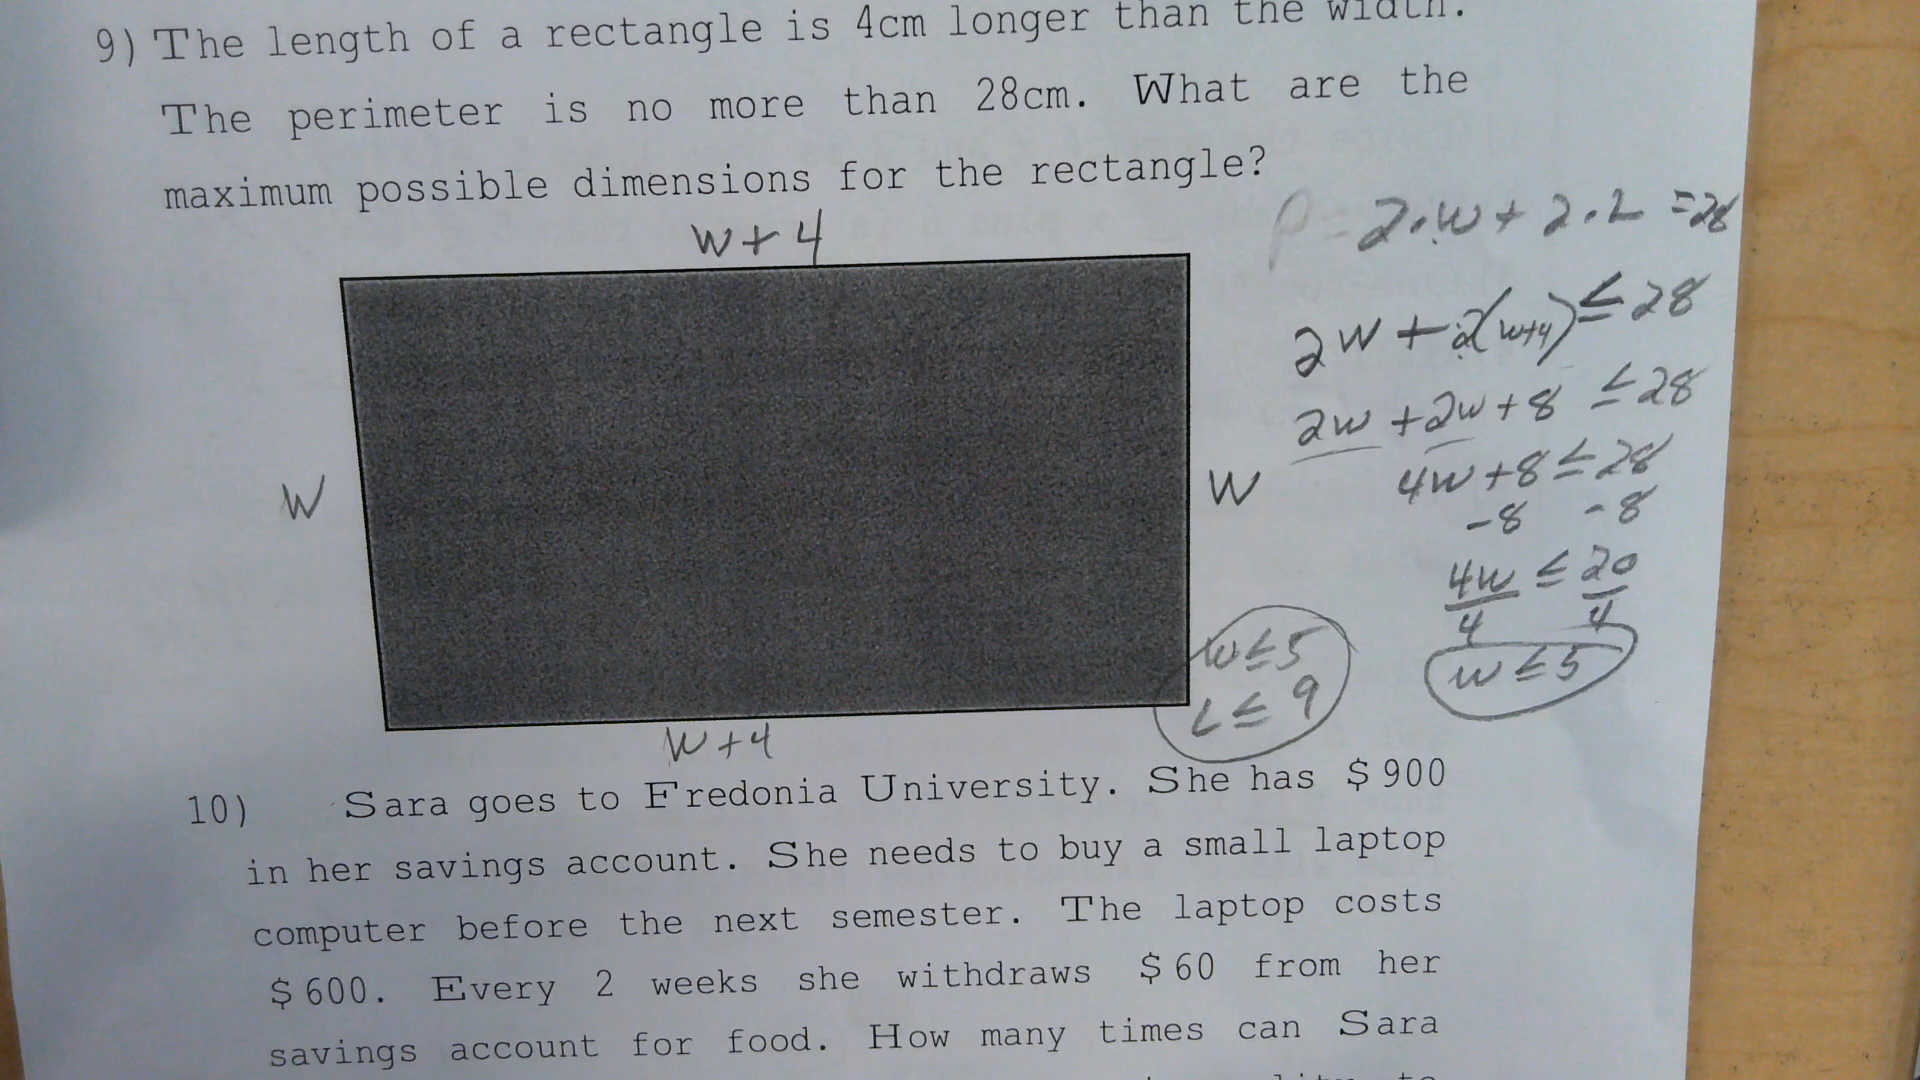 9) The length of a rectangle is 4cm longer than the width.
The perimeter is no more than 28cm. What are the
maximum possible dimensions for the rectangle?
P = 2·W + 2·L = 28
W + 4
2W + 2(W+4) ≤ 28
2W + 2W + 8 ≤ 28
4W + 8 ≤ 28
-8 -8
W
W
4W ≤ 20
4 4
W ≤ 5
W ≤ 5
L ≤ 9
W + 4
10) Sara goes to Fredonia University. She has $900
in her savings account. She needs to buy a small laptop
computer before the next semester. The laptop costs
$600. Every 2 weeks she withdraws $60 from her
savings account for food. How many times can Sara